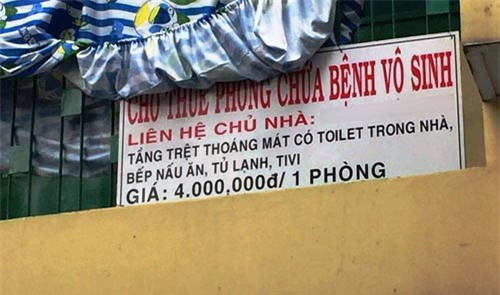 CHO THUÊ PHÒNG CHỮA BỆNH VÔ SINH
LIÊN HỆ CHỦ NHÀ:
TẦNG TRỆT THOÁNG MÁT CÓ TOILET TRONG NHÀ,
BẾP NẤU ĂN, TỦ LẠNH, TIVI
GIÁ: 4.000,000đ/ 1 PHÒNG